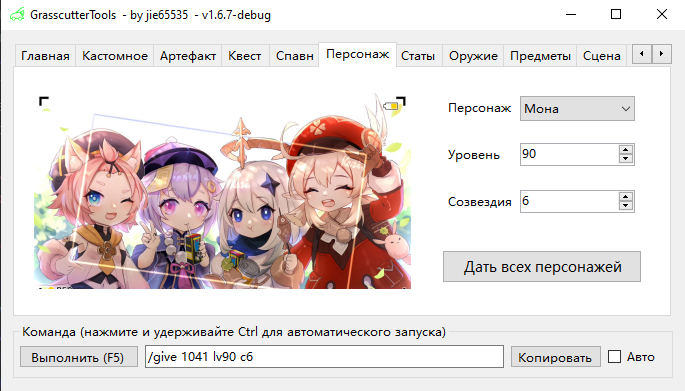 GrasscutterTools - by jie65535 - v1.6.7-debug
Главная Кастомное Артефакт Квест Спавн Персонаж Статы Оружие Предметы Сцена
Персонаж Мона
Уровень 90
Созвездия 6
Дать всех персонажей
Команда (нажмите и удерживайте Ctrl для автоматического запуска)
Выполнить (F5) /give 1041 lv90 c6 Копировать Авто